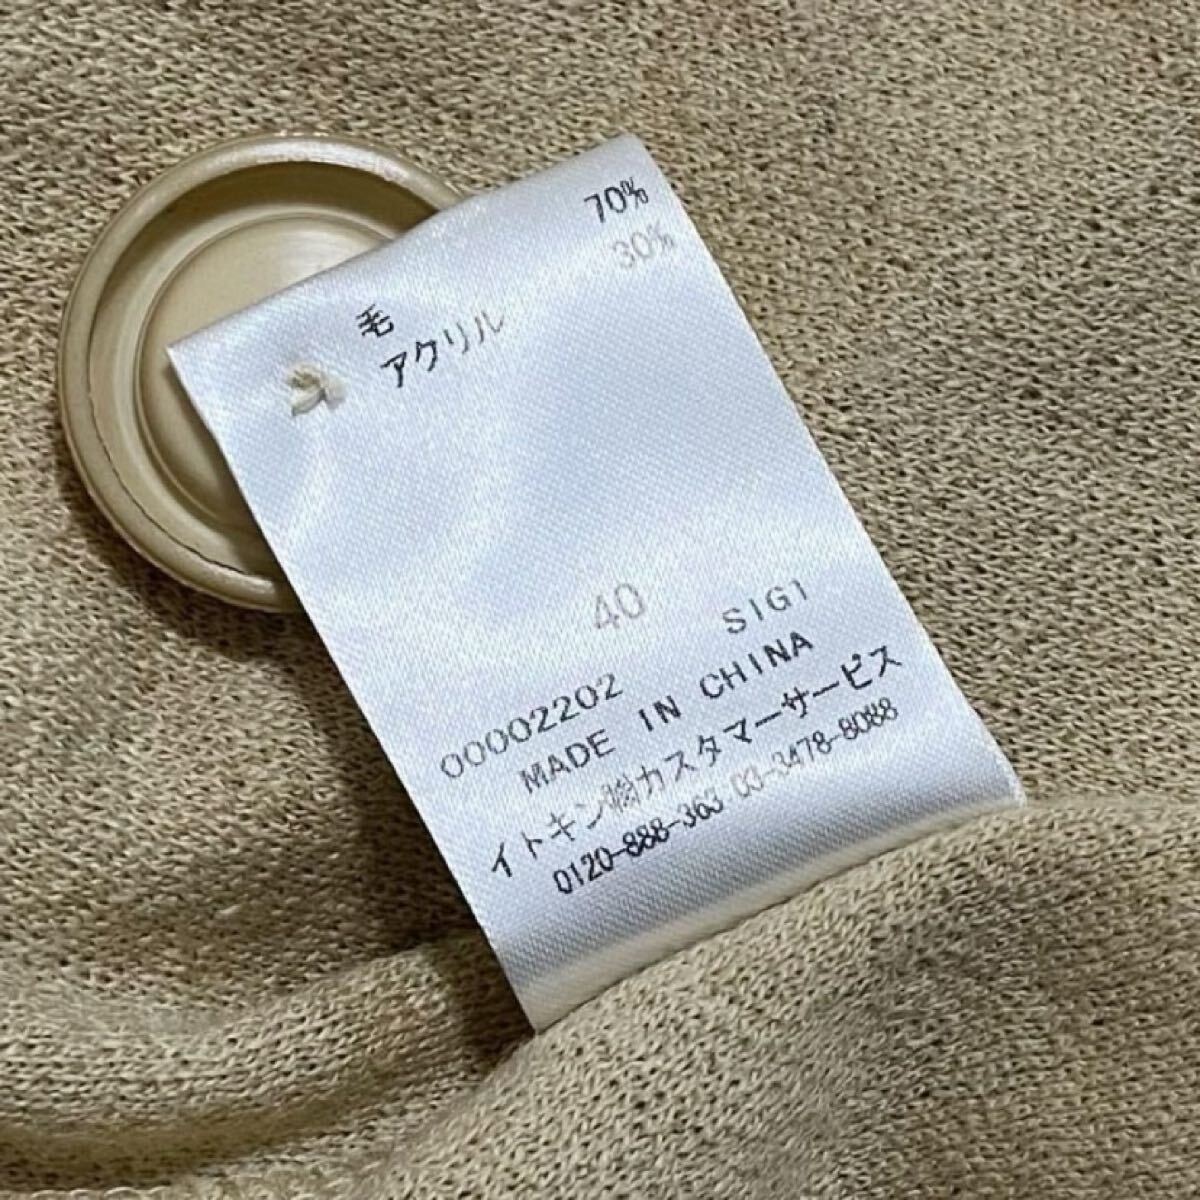 毛 70%
アクリル 30%
40
00002202 SIGI
MADE IN CHINA
イトキン㈱カスタマーサービス
0120-888-363 03-3478-8088